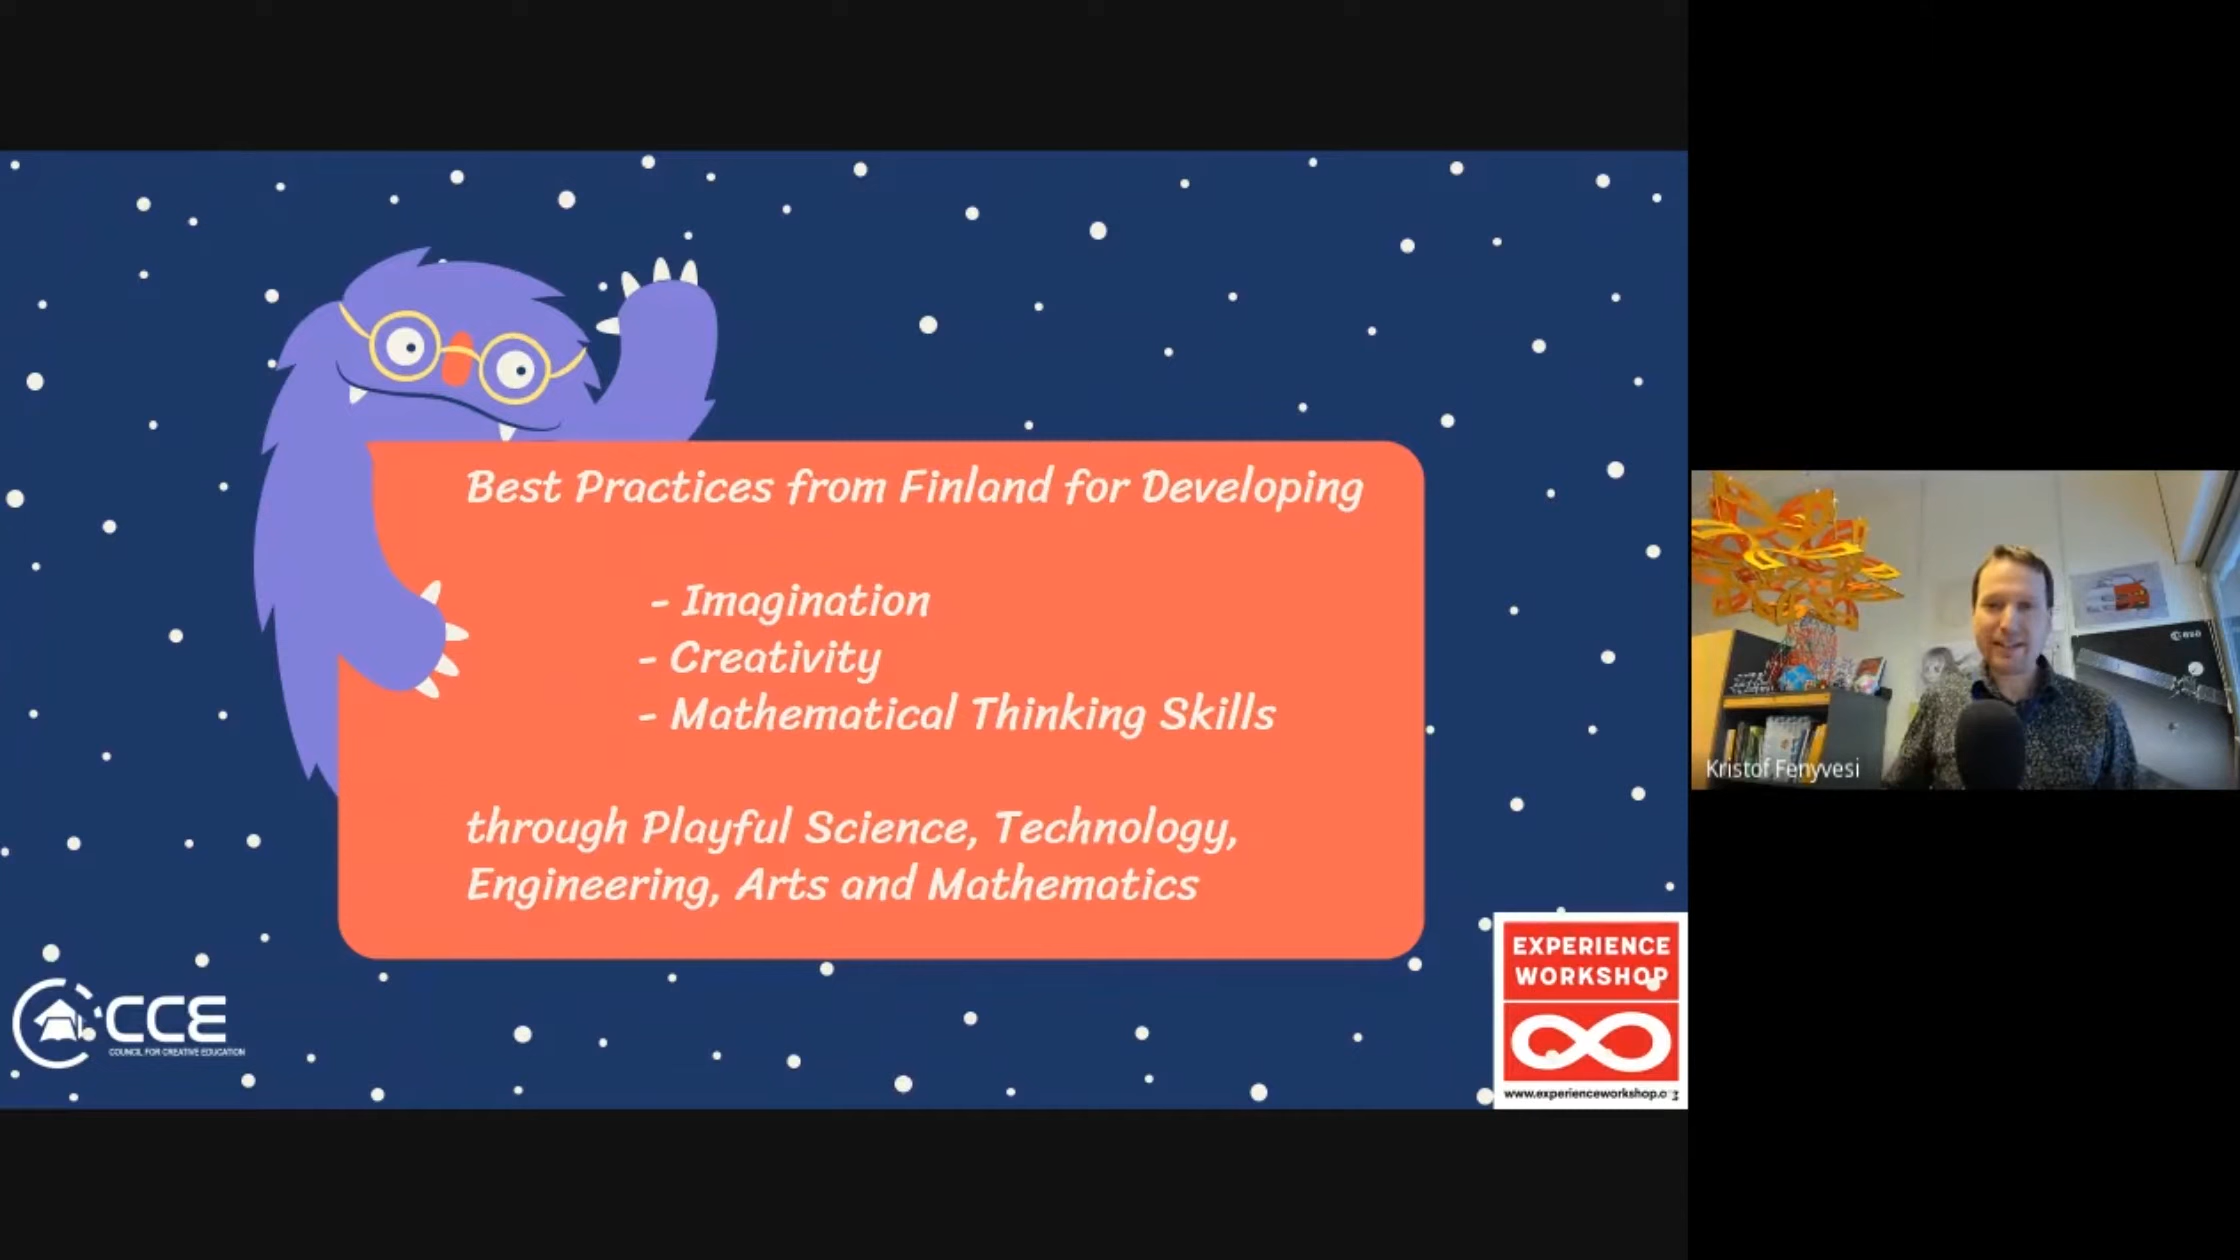 Best Practices from Finland for Developing
- Imagination
- Creativity
- Mathematical Thinking Skills
through Playful Science, Technology,
Engineering, Arts and Mathematics
CCE
COUNCIL FOR CREATIVE EDUCATION
EXPERIENCE
WORKSHOP
Kristof Fenyvesi
esa